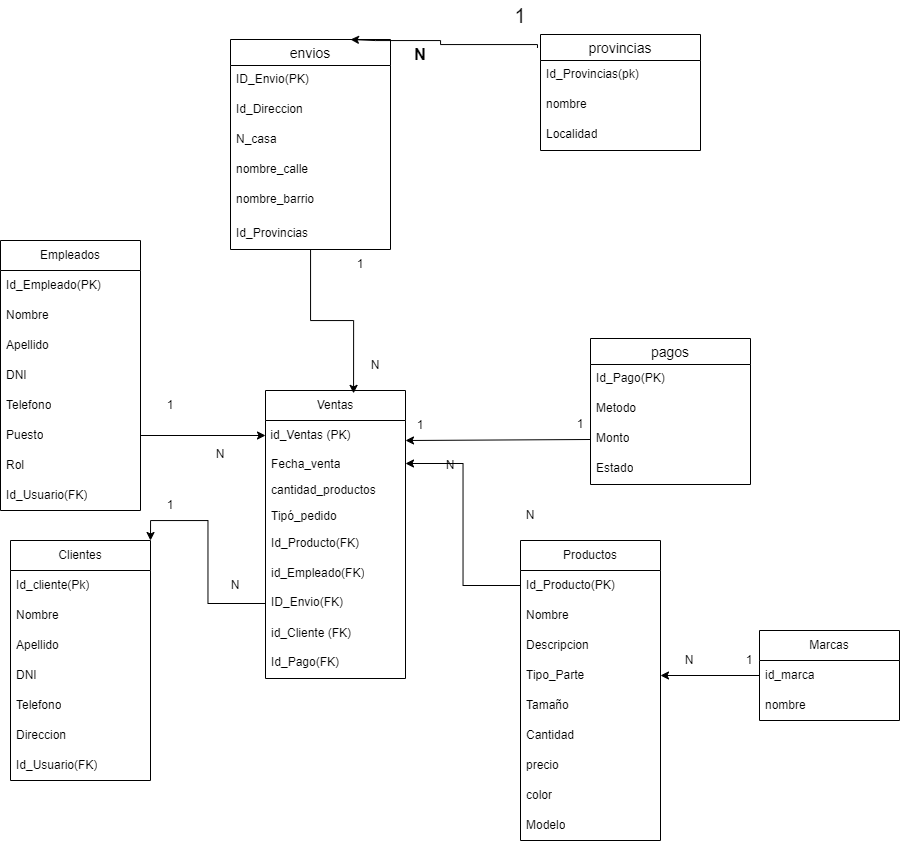 1
envios
N
provincias
ID_Envio(PK)
Id_Direccion
N_casa
nombre_calle
nombre_barrio
Id_Provincias
Id_Provincias(pk)
nombre
Localidad
1
N
Empleados
Id_Empleado(PK)
Nombre
Apellido
DNI
Telefono
Puesto
Rol
Id_Usuario(FK)
1
N
pagos
Id_Pago(PK)
Metodo
Monto
Estado
1
1
Ventas
id_Ventas (PK)
Fecha_venta
cantidad_productos
Tipó_pedido
Id_Producto(FK)
id_Empleado(FK)
ID_Envio(FK)
id_Cliente (FK)
Id_Pago(FK)
N
N
1
N
Clientes
Id_cliente(Pk)
Nombre
Apellido
DNI
Telefono
Direccion
Id_Usuario(FK)
Productos
Id_Producto(PK)
Nombre
Descripcion
Tipo_Parte
Tamaño
Cantidad
precio
color
Modelo
N
1
Marcas
id_marca
nombre